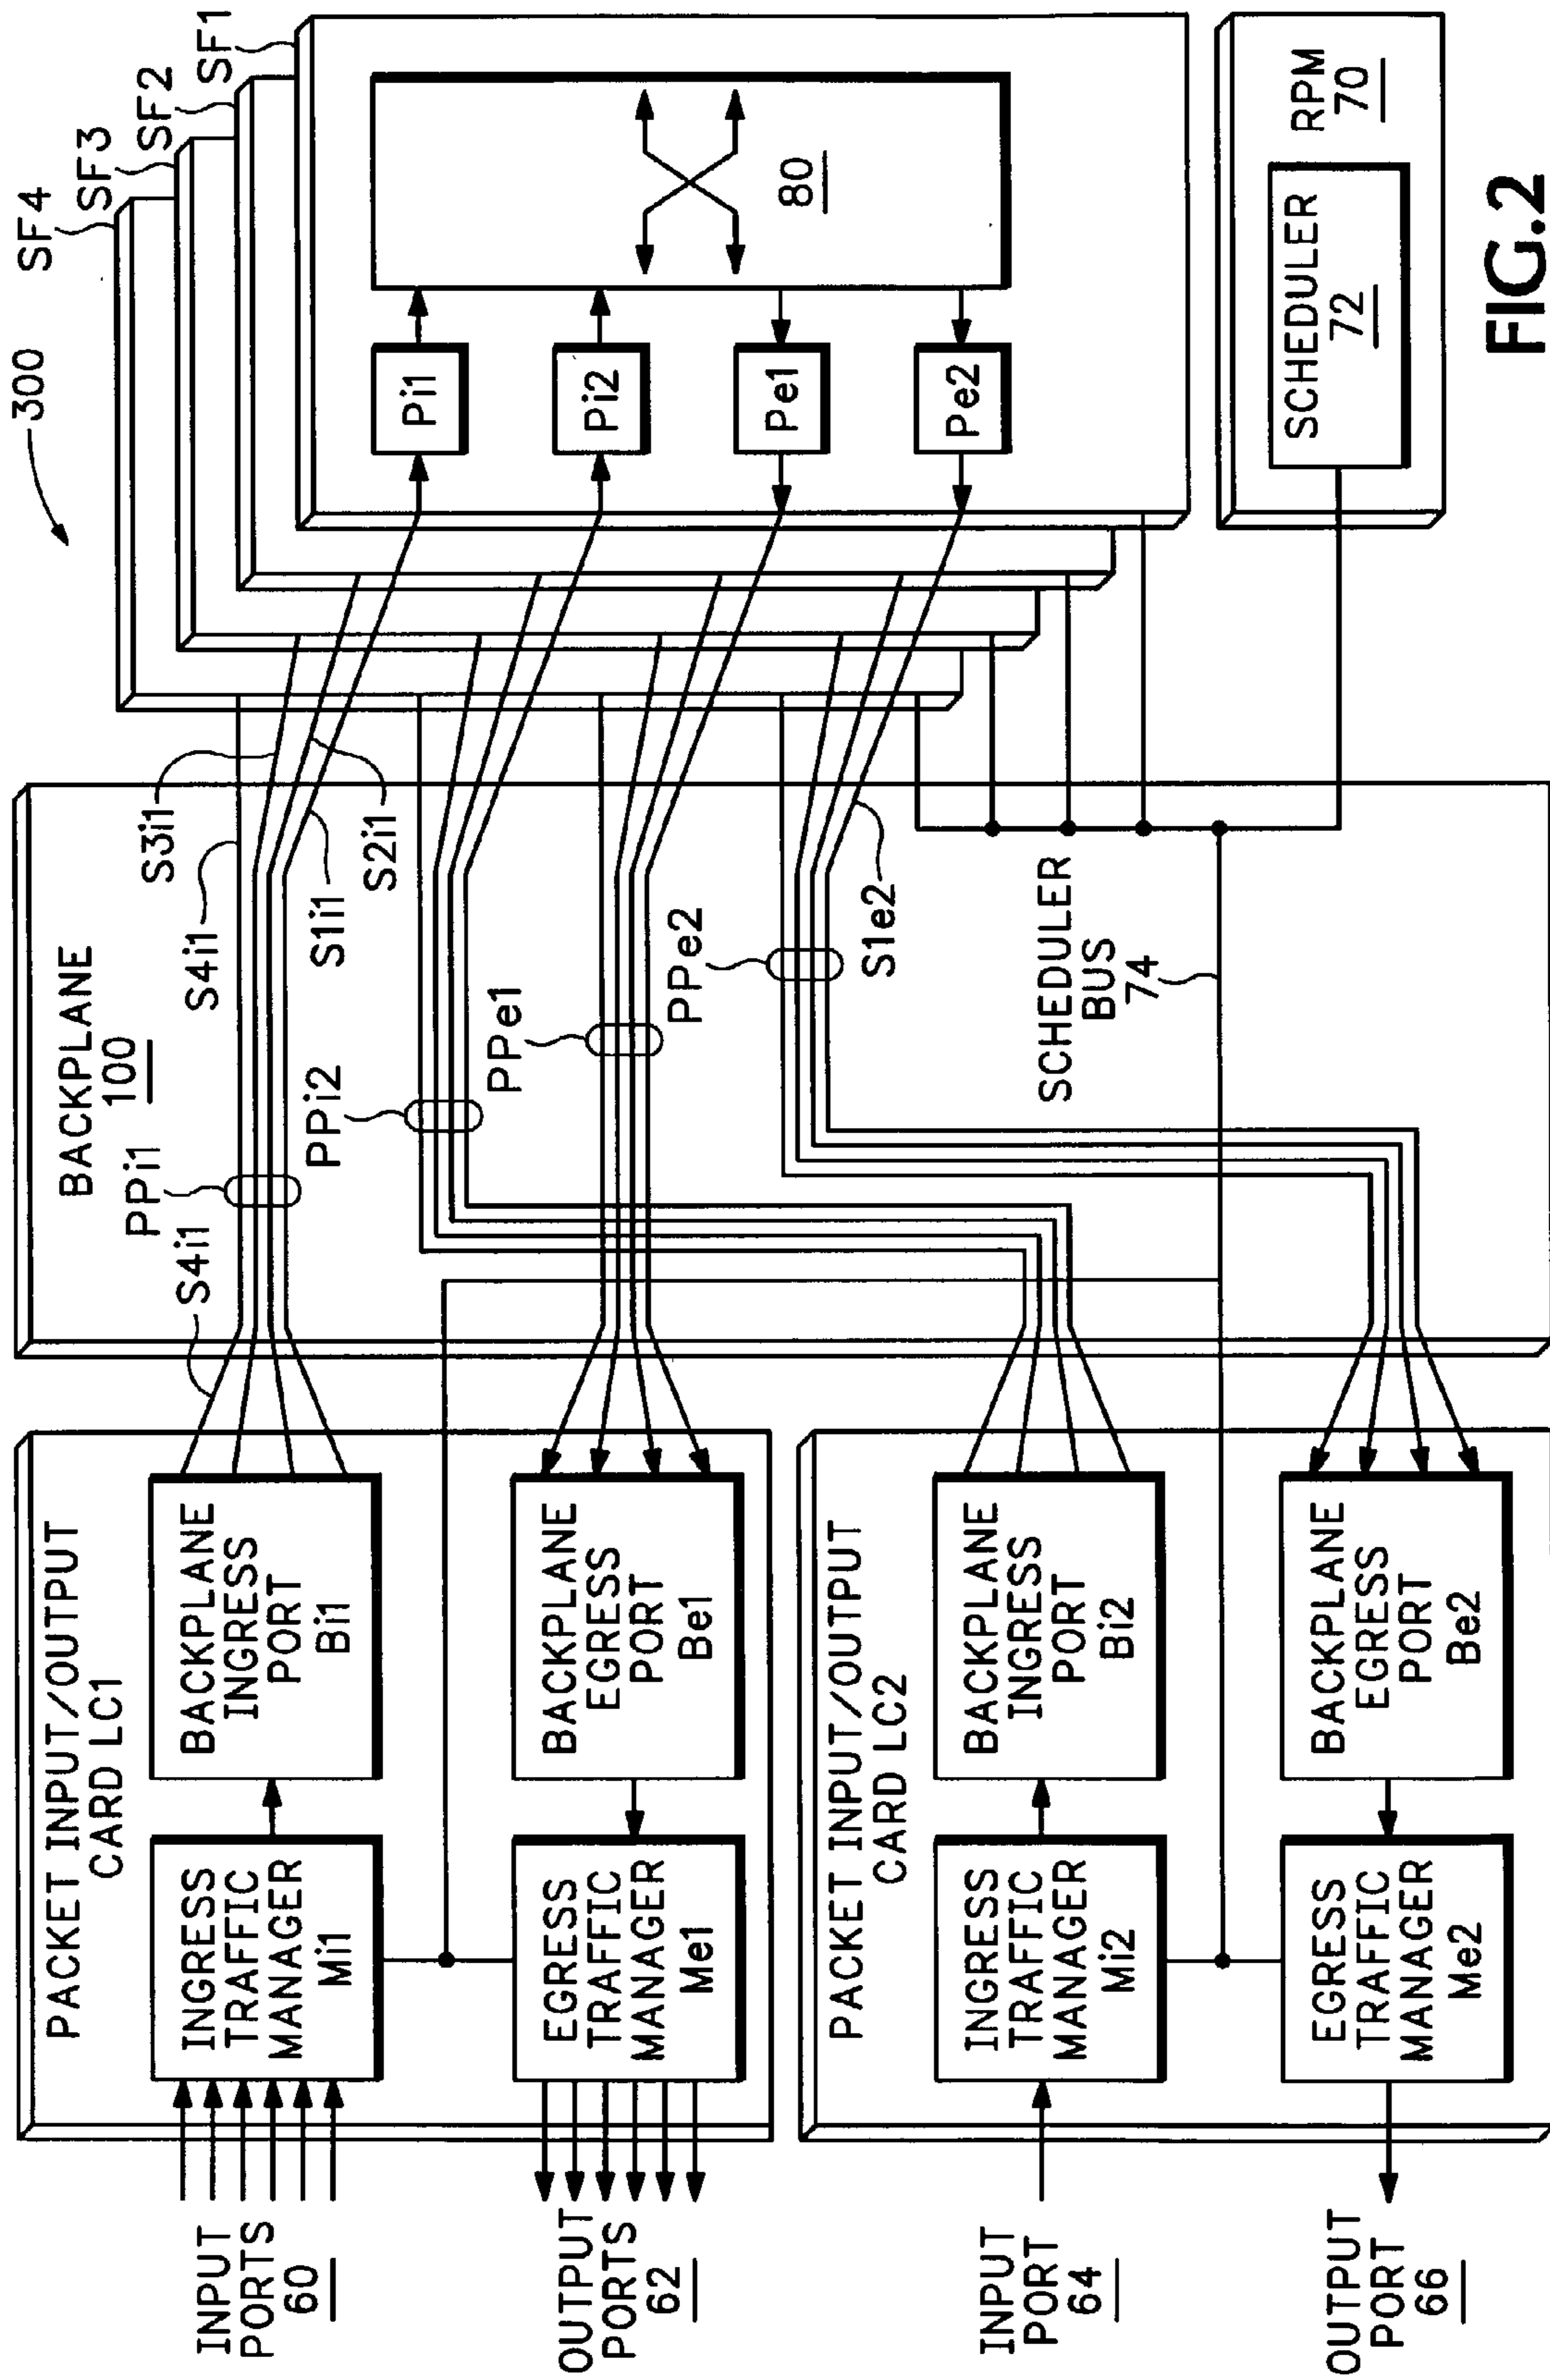 300
SF4
SF3
SF2
SF1
BACKPLANE
100
S3i1
S4i1
S1i1
S2i1
S4i1
PPi1
PPi2
PPe1
PPe2
S1e2
SCHEDULER
BUS
74
Pi1
Pi2
Pe1
Pe2
80
RPM
70
SCHEDULER
72
PACKET INPUT/OUTPUT
CARD LC1
INGRESS
TRAFFIC
MANAGER
Mi1
BACKPLANE
INGRESS
PORT
Bi1
EGRESS
TRAFFIC
MANAGER
Me1
BACKPLANE
EGRESS
PORT
Be1
INPUT
PORTS
60
OUTPUT
PORTS
62
PACKET INPUT/OUTPUT
CARD LC2
INGRESS
TRAFFIC
MANAGER
Mi2
BACKPLANE
INGRESS
PORT
Bi2
EGRESS
TRAFFIC
MANAGER
Me2
BACKPLANE
EGRESS
PORT
Be2
INPUT
PORT
64
OUTPUT
PORT
66
FIG.2